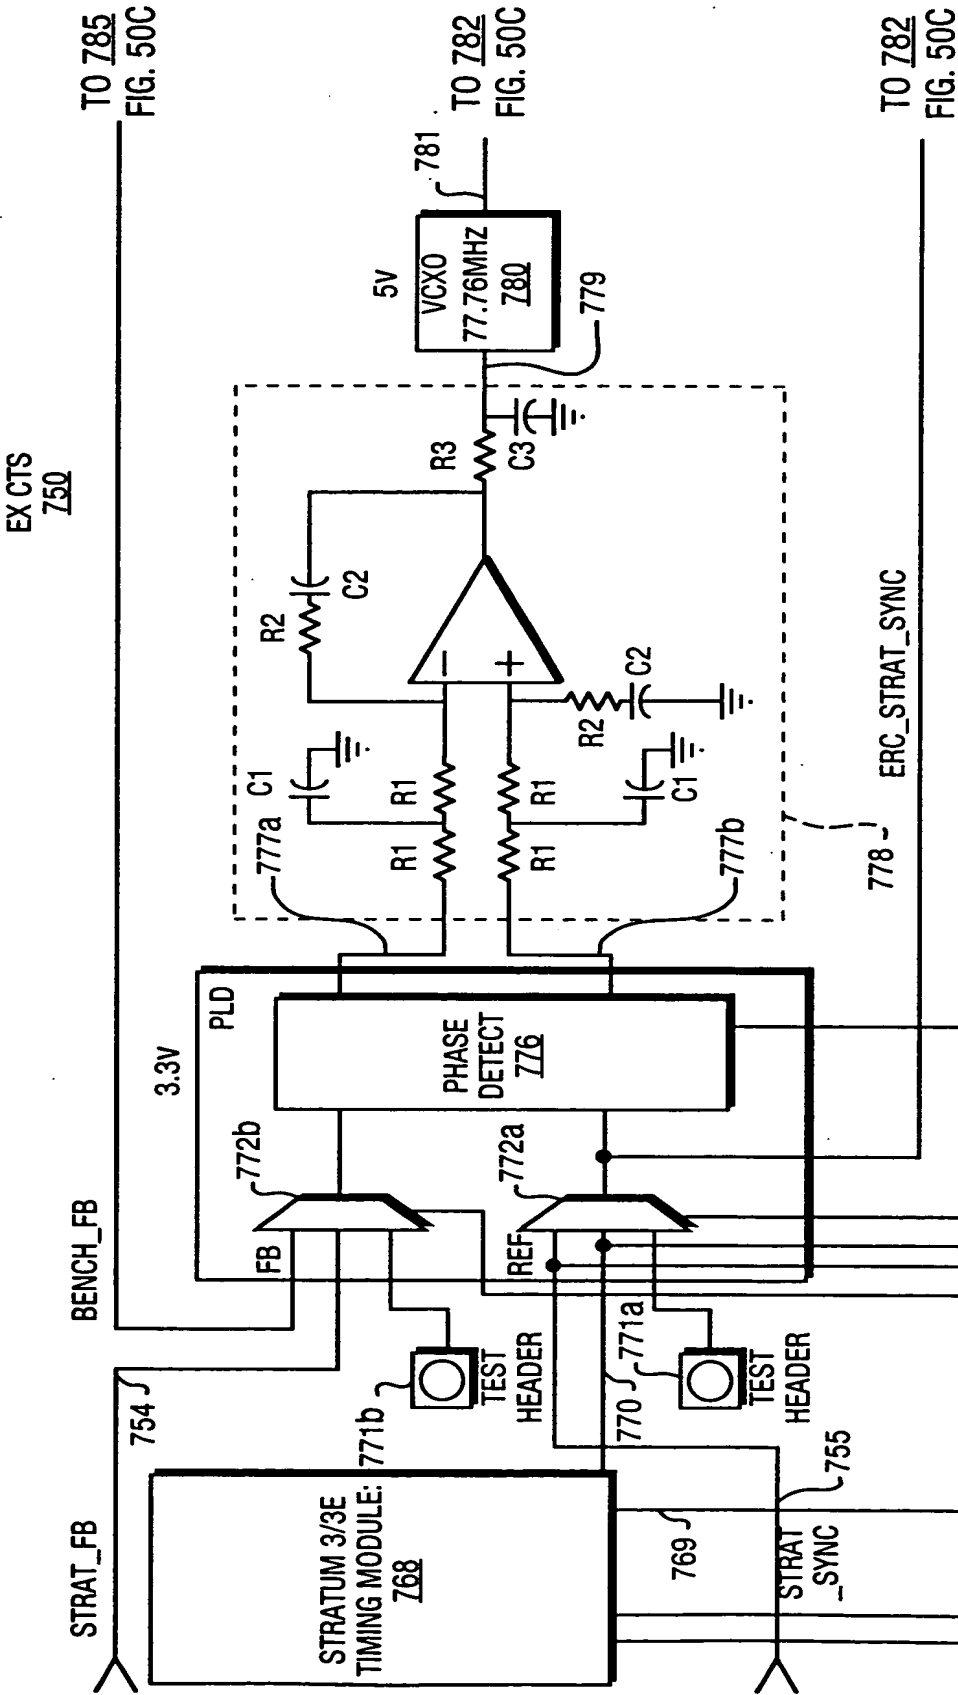 EX CTS
750
TO 785
FIG. 50C
TO 782
FIG. 50C
TO 782
FIG. 50C
STRAT_FB
754
BENCH_FB
3.3V
PLD
FB
772b
777a
C1
R1
R1
R2
C2
R3
C3
5V
VCXO
77.76MHZ
780
781
779
STRATUM 3/3E
TIMING MODULE:
768
771b
TEST
HEADER
PHASE
DETECT
776
R1
R1
C1
R2
C2
−
+
REF
772a
777b
770
771a
TEST
HEADER
778
ERC_STRAT_SYNC
769
STRAT
_SYNC
755